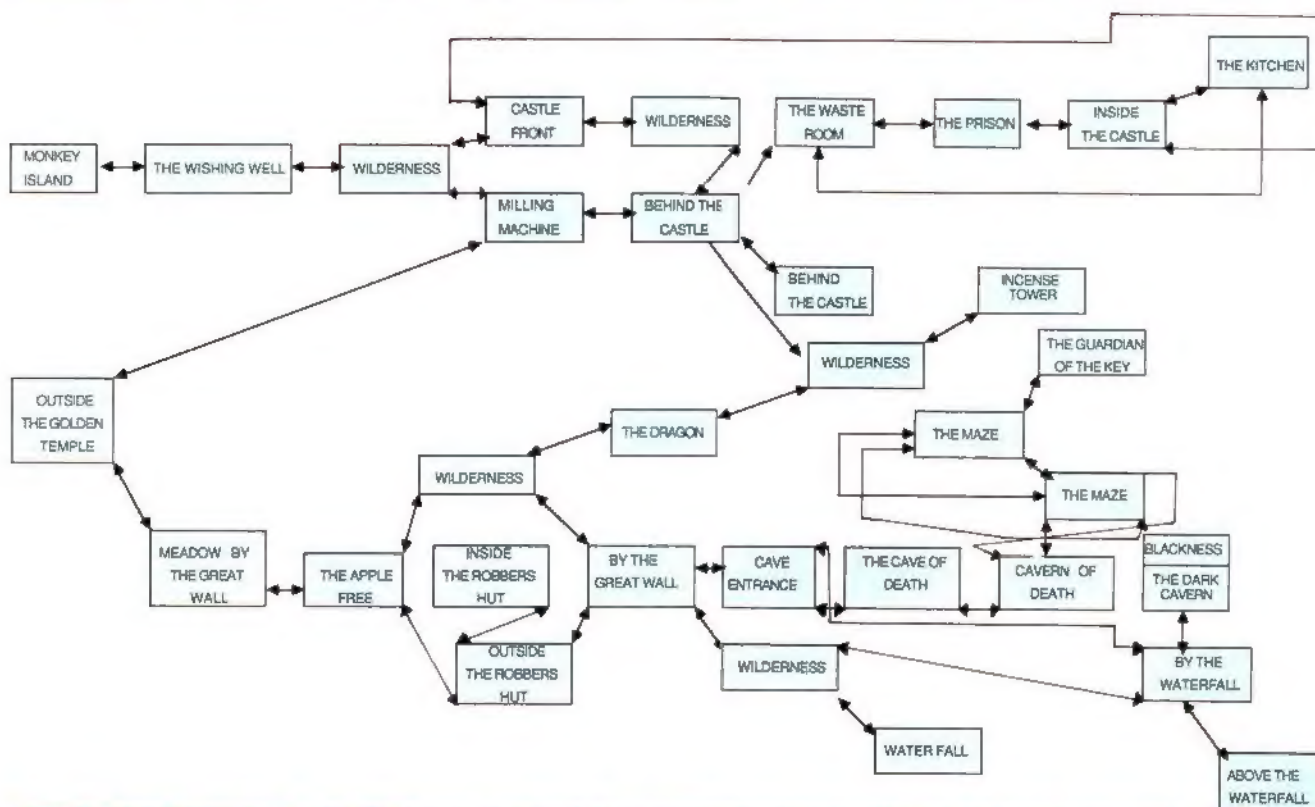 THE KITCHEN
CASTLE
FRONT
WILDERNESS
THE WASTE
ROOM
THE PRISON
INSIDE
THE CASTLE
MONKEY
ISLAND
THE WISHING WELL
WILDERNESS
MILLING
MACHINE
BEHIND THE
CASTLE
BEHIND
THE CASTLE
INCENSE
TOWER
WILDERNESS
THE GUARDIAN
OF THE KEY
OUTSIDE
THE GOLDEN
TEMPLE
THE DRAGON
THE MAZE
WILDERNESS
THE MAZE
MEADOW BY
THE GREAT
WALL
THE APPLE
FREE
INSIDE
THE ROBBERS
HUT
BY THE
GREAT WALL
CAVE
ENTRANCE
THE CAVE OF
DEATH
CAVERN OF
DEATH
BLACKNESS
THE DARK
CAVERN
OUTSIDE
THE ROBBERS
HUT
WILDERNESS
BY THE
WATERFALL
WATER FALL
ABOVE THE
WATERFALL